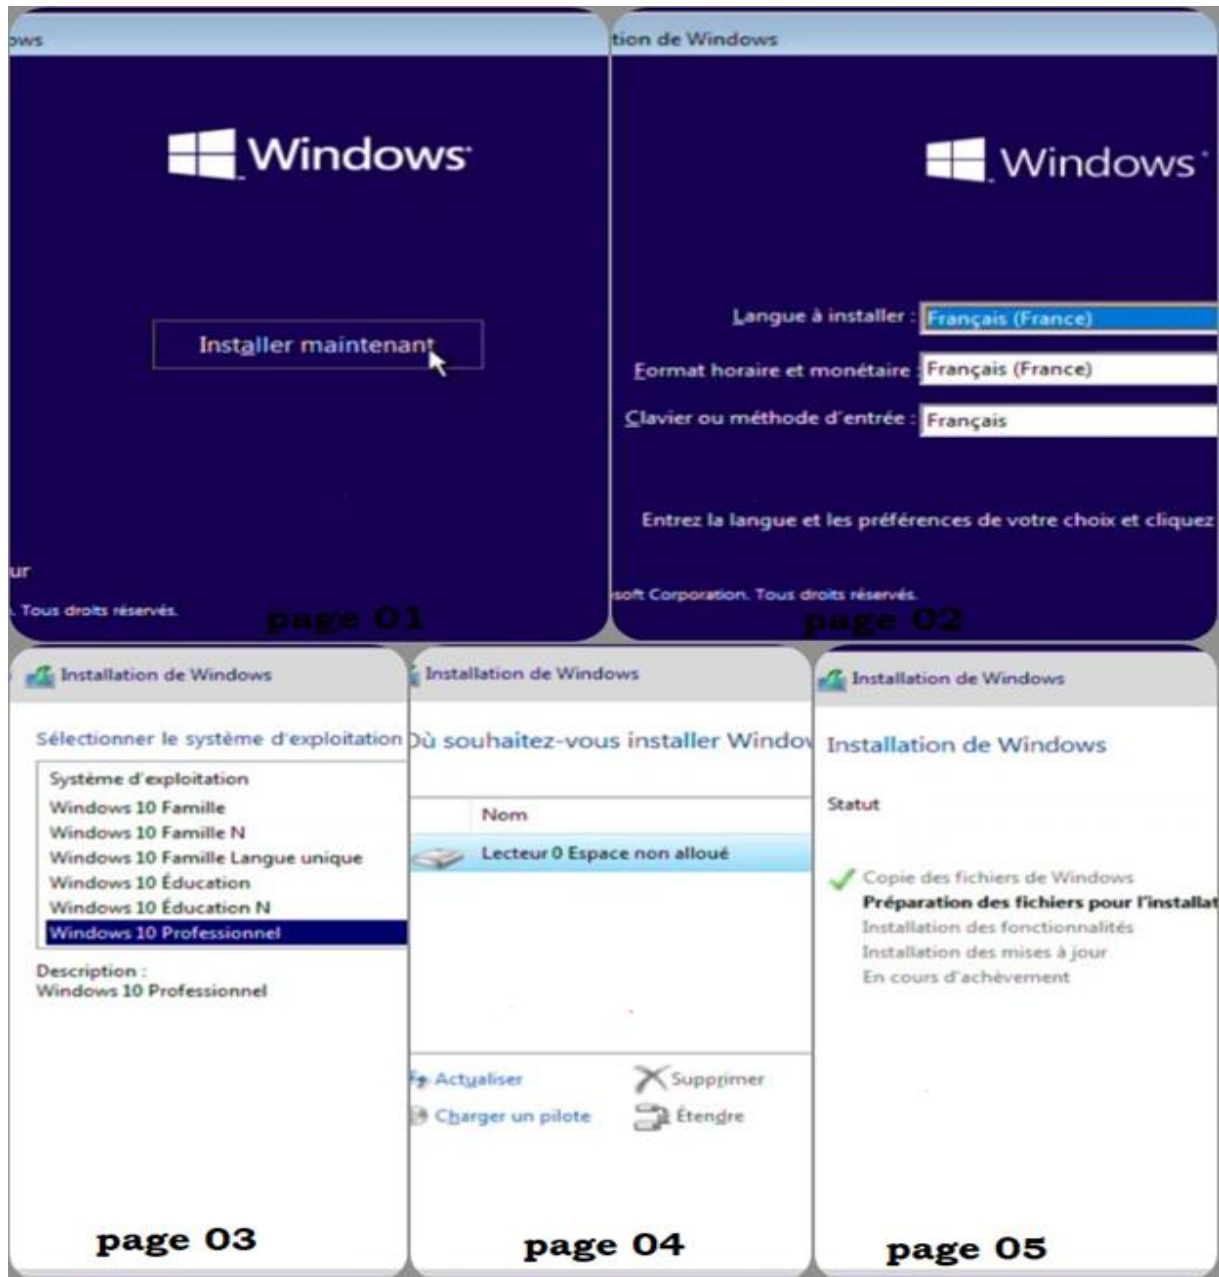 ows
Windows
Installer maintenant
ur
. Tous droits réservés.
page 01
tion de Windows
Windows
Langue à installer : Français (France)
Format horaire et monétaire : Français (France)
Clavier ou méthode d'entrée : Français
Entrez la langue et les préférences de votre choix et cliquez
soft Corporation. Tous droits réservés.
page 02
Installation de Windows
Sélectionner le système d'exploitation
Système d'exploitation
Windows 10 Famille
Windows 10 Famille N
Windows 10 Famille Langue unique
Windows 10 Éducation
Windows 10 Éducation N
Windows 10 Professionnel
Description :
Windows 10 Professionnel
page 03
Installation de Windows
Où souhaitez-vous installer Window
Nom
Lecteur 0 Espace non alloué
Actualiser
Supprimer
Charger un pilote
Étendre
page 04
Installation de Windows
Installation de Windows
Statut
Copie des fichiers de Windows
Préparation des fichiers pour l'installat
Installation des fonctionnalités
Installation des mises à jour
En cours d'achèvement
page 05